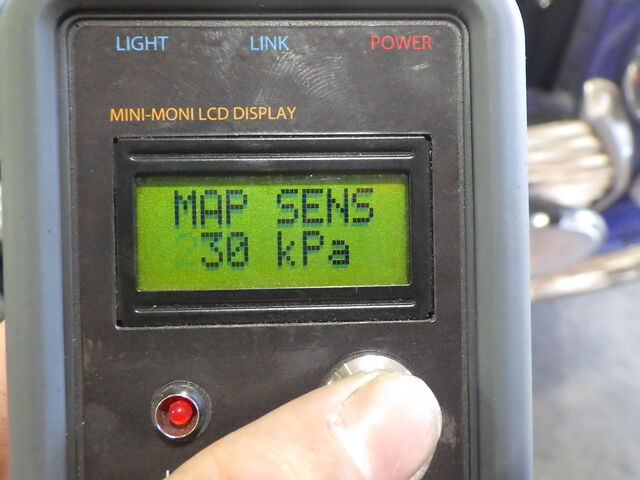 LIGHT LINK POWER
MINI-MONI LCD DISPLAY
MAP SENS
30 kPa